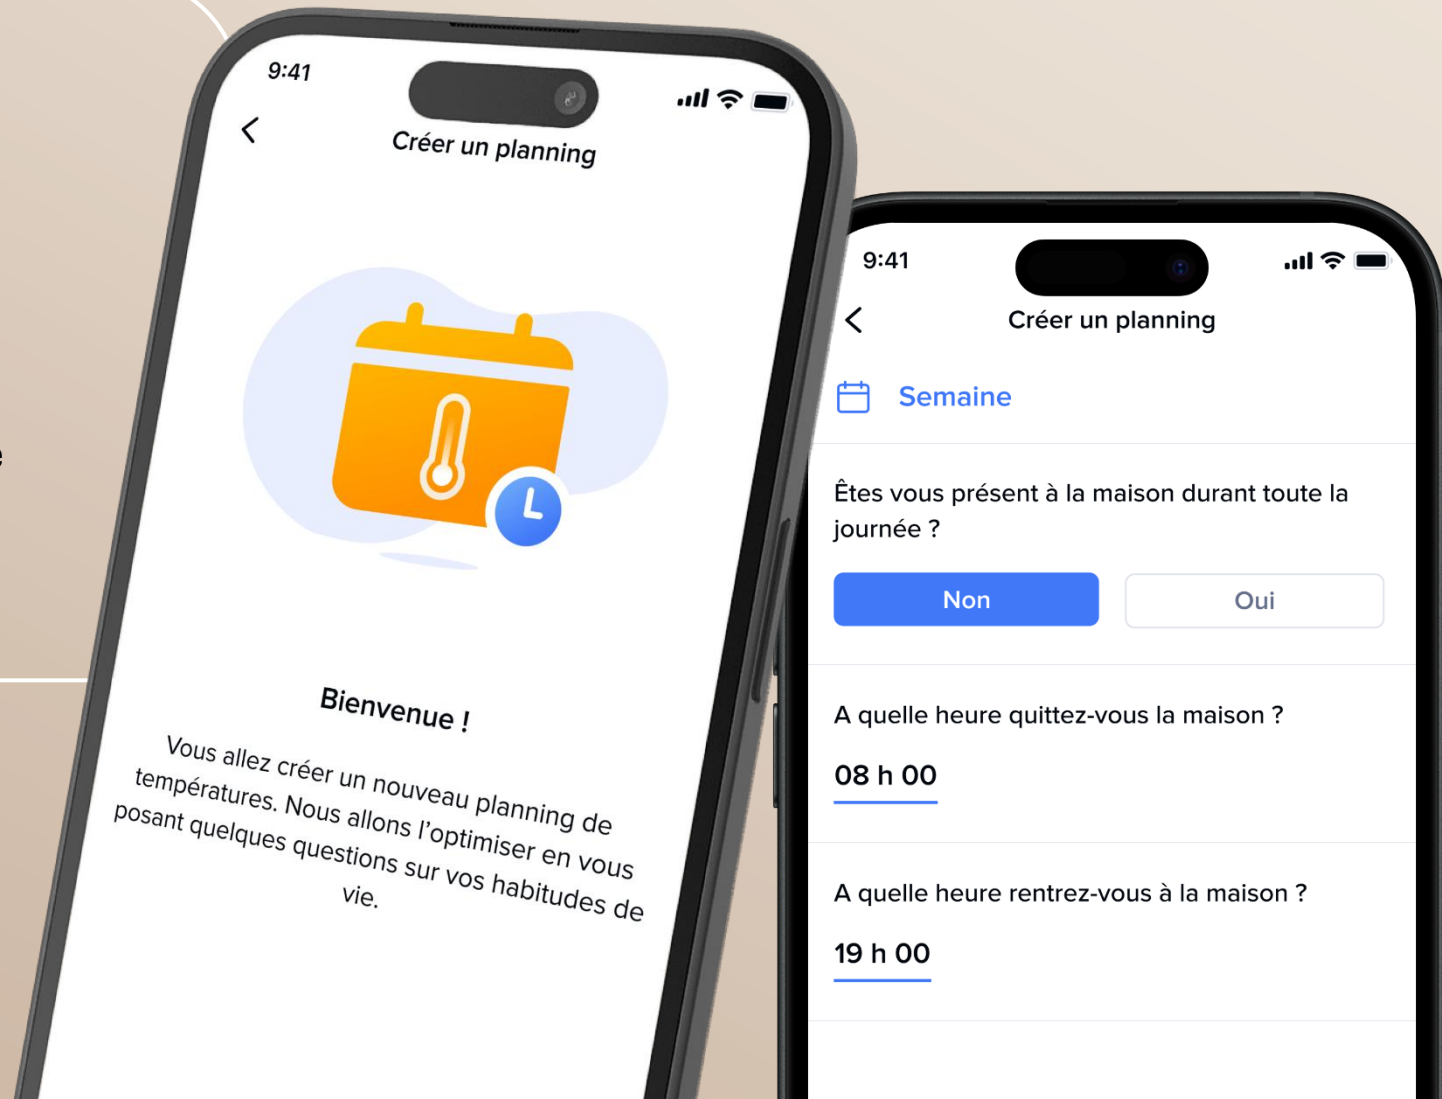 9:41
Créer un planning
Bienvenue !
Vous allez créer un nouveau planning de
températures. Nous allons l’optimiser en vous
posant quelques questions sur vos habitudes de
vie.
9:41
Créer un planning
Semaine
Êtes vous présent à la maison durant toute la
journée ?
Non
Oui
A quelle heure quittez-vous la maison ?
08 h 00
A quelle heure rentrez-vous à la maison ?
19 h 00